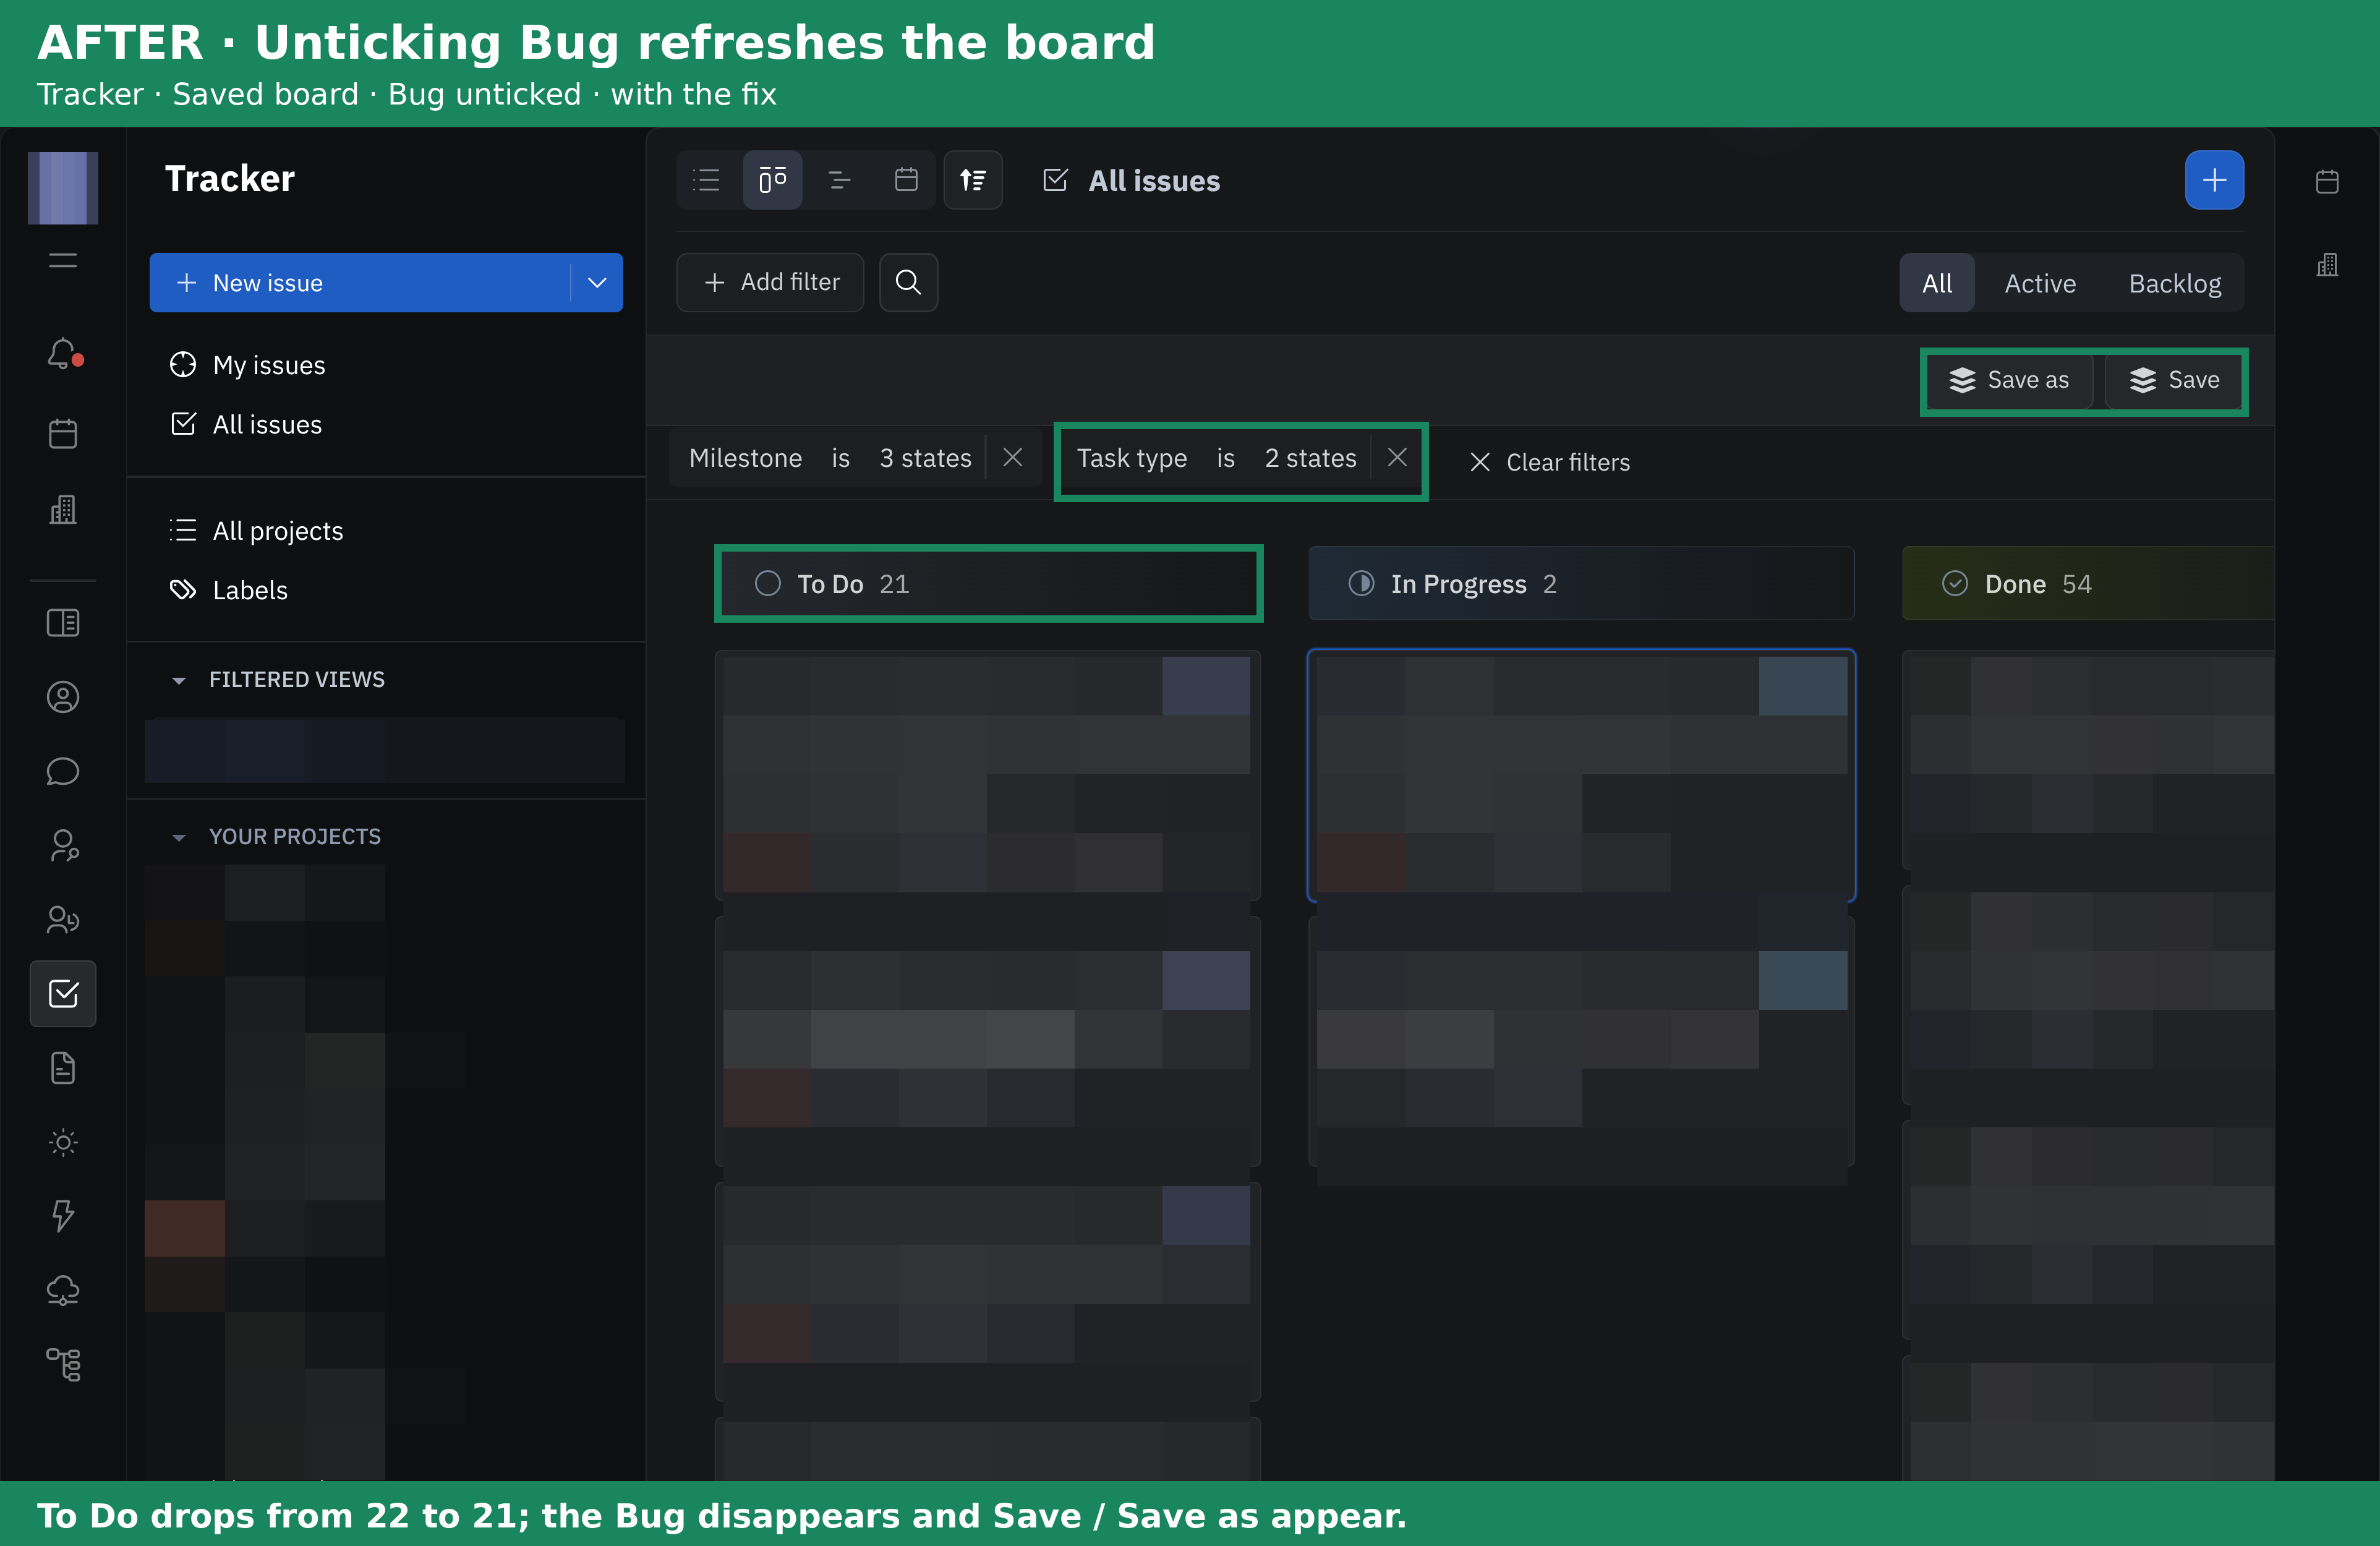 AFTER · Unticking Bug refreshes the board
Tracker · Saved board · Bug unticked · with the fix
Tracker
All issues
New issue
Add filter
All Active Backlog
My issues
All issues
Save as Save
Milestone is 3 states
Task type is 2 states
Clear filters
All projects
Labels
To Do 21
In Progress 2
Done 54
FILTERED VIEWS
YOUR PROJECTS
To Do drops from 22 to 21; the Bug disappears and Save / Save as appear.